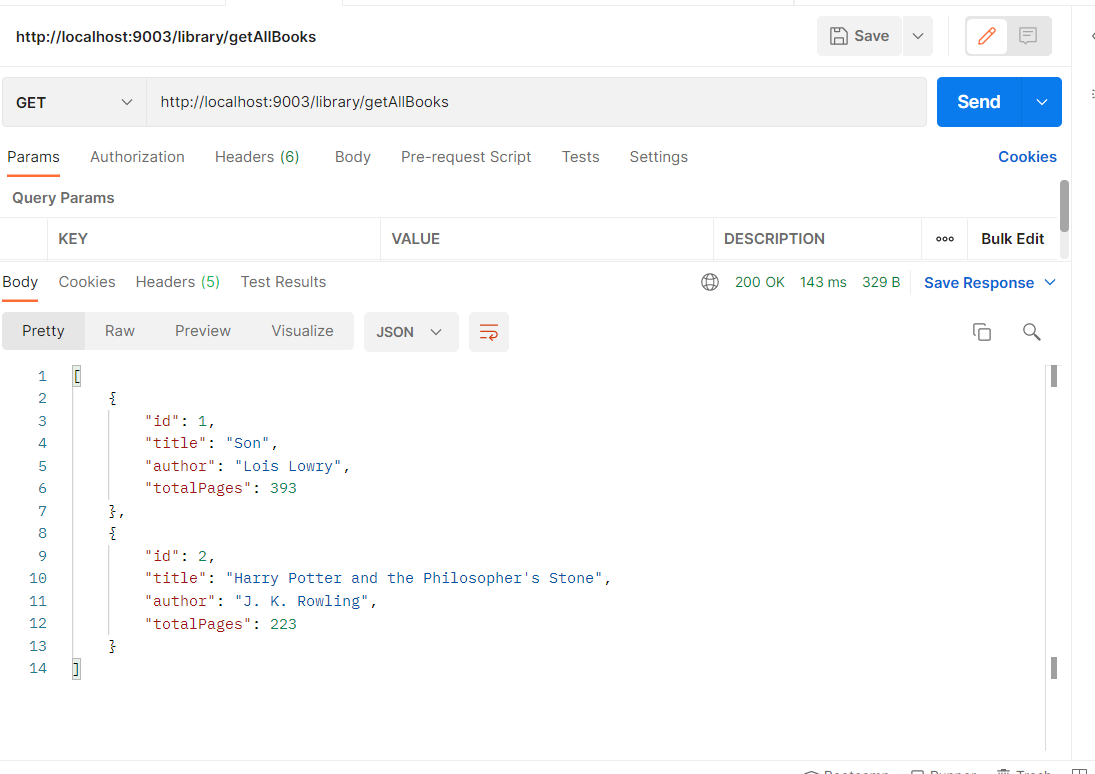 http://localhost:9003/library/getAllBooks Save
GET http://localhost:9003/library/getAllBooks Send
Params Authorization Headers (6) Body Pre-request Script Tests Settings Cookies
Query Params
KEY VALUE DESCRIPTION ooo Bulk Edit
Body Cookies Headers (5) Test Results 200 OK 143 ms 329 B Save Response
Pretty Raw Preview Visualize JSON
1 [
2 {
3 "id": 1,
4 "title": "Son",
5 "author": "Lois Lowry",
6 "totalPages": 393
7 },
8 {
9 "id": 2,
10 "title": "Harry Potter and the Philosopher's Stone",
11 "author": "J. K. Rowling",
12 "totalPages": 223
13 }
14 ]
Bootcamp Runner Trash